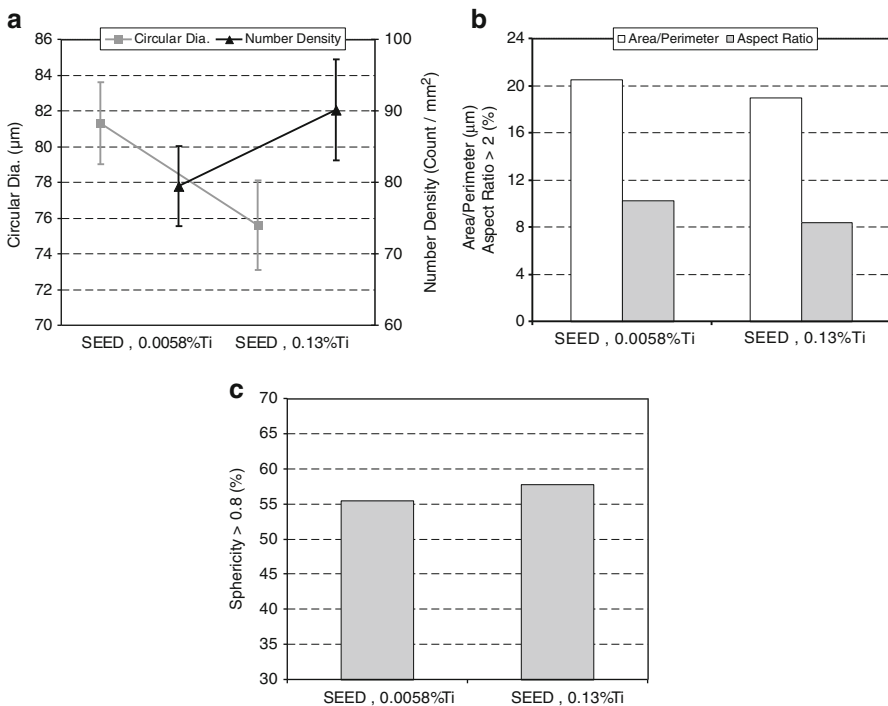 a
Circular Dia.
Number Density
86
84
82
80
78
76
74
72
70
Circular Dia. (µm)
100
90
80
70
60
Number Density (Count / mm²)
SEED , 0.0058%Ti
SEED , 0.13%Ti
b
Area/Perimeter
Aspect Ratio
24
20
16
12
8
4
0
Area/Perimeter (µm)
Aspect Ratio > 2 (%)
SEED , 0.0058%Ti
SEED , 0.13%Ti
c
70
65
60
55
50
45
40
35
30
Sphericity > 0.8 (%)
SEED , 0.0058%Ti
SEED , 0.13%Ti